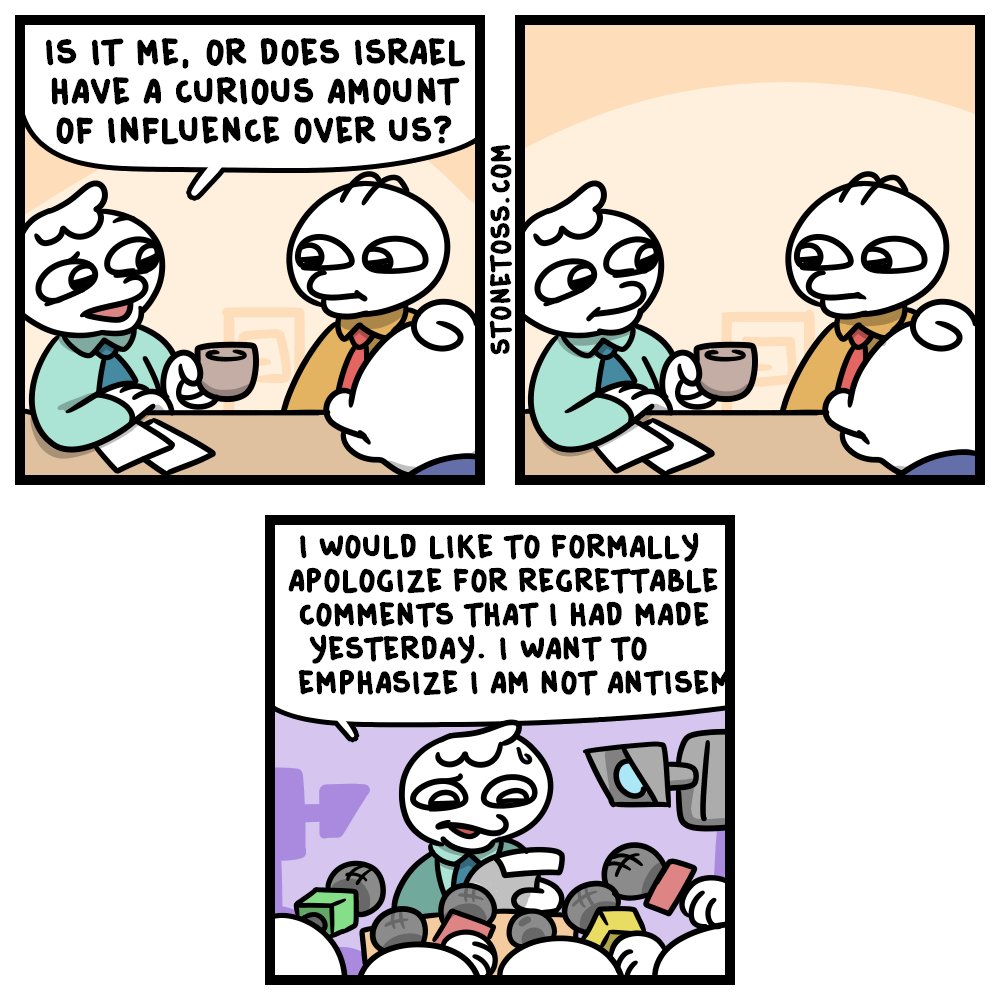 IS IT ME, OR DOES ISRAEL
HAVE A CURIOUS AMOUNT
OF INFLUENCE OVER US?
STONETOSS.COM
I WOULD LIKE TO FORMALLY
APOLOGIZE FOR REGRETTABLE
COMMENTS THAT I HAD MADE
YESTERDAY. I WANT TO
EMPHASIZE I AM NOT ANTISEM